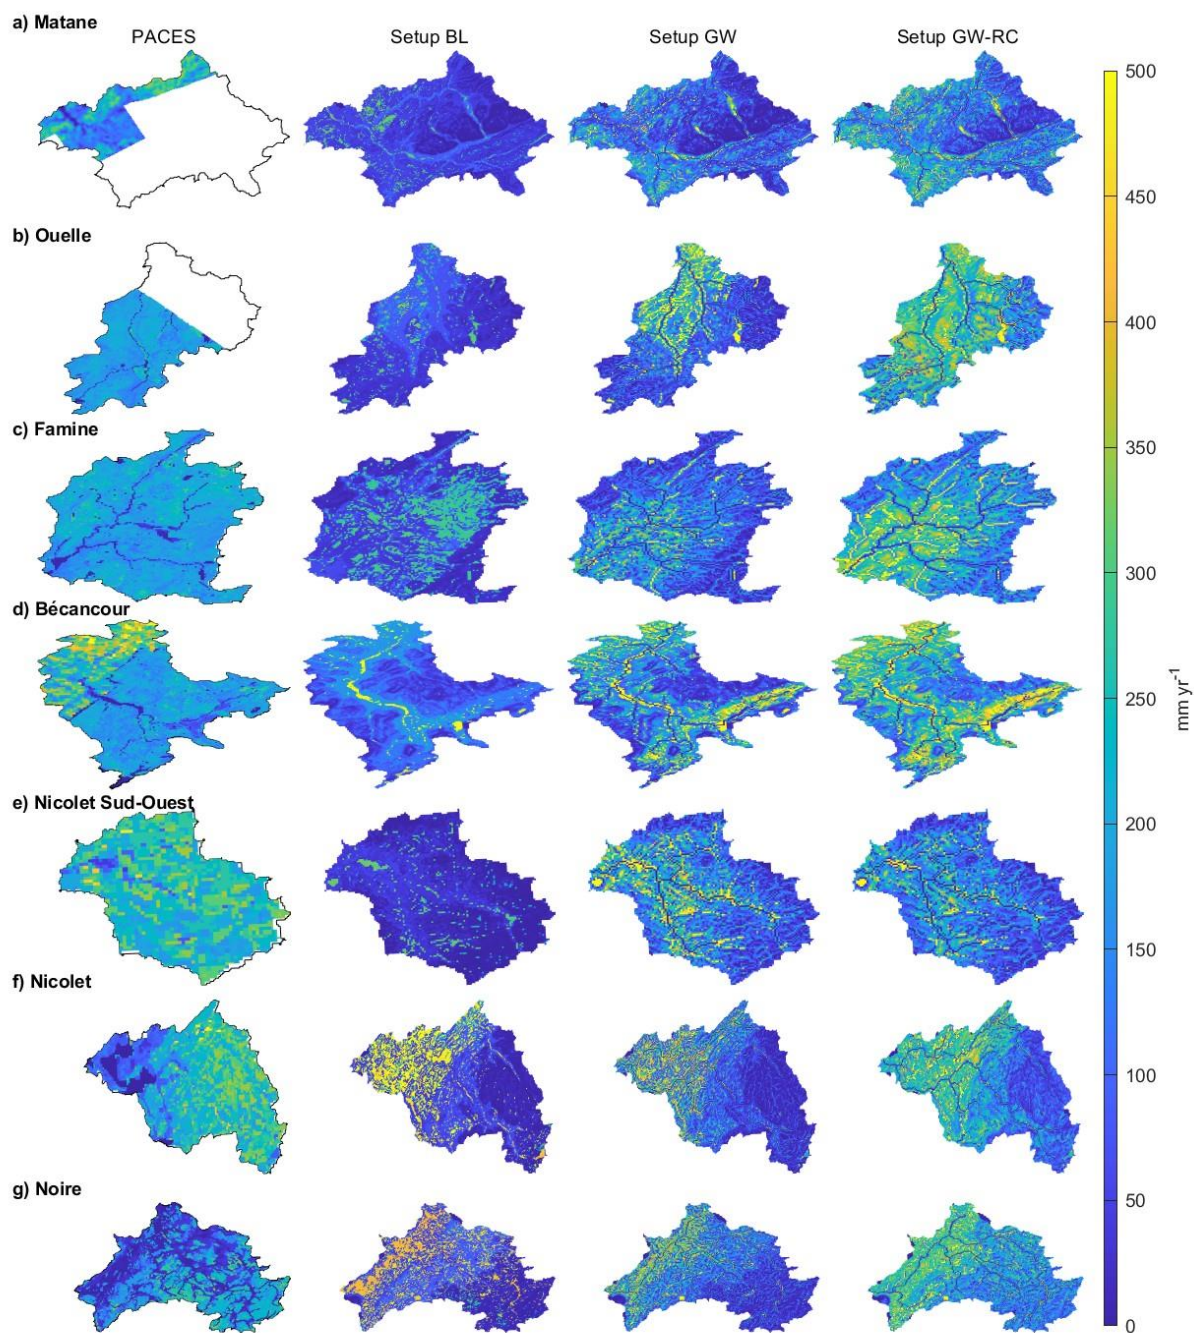 a) Matane
PACES
Setup BL
Setup GW
Setup GW-RC
b) Ouelle
c) Famine
d) Bécancour
e) Nicolet Sud-Ouest
f) Nicolet
g) Noire
500
450
400
350
300
250
200
150
100
50
0
mm yr⁻¹